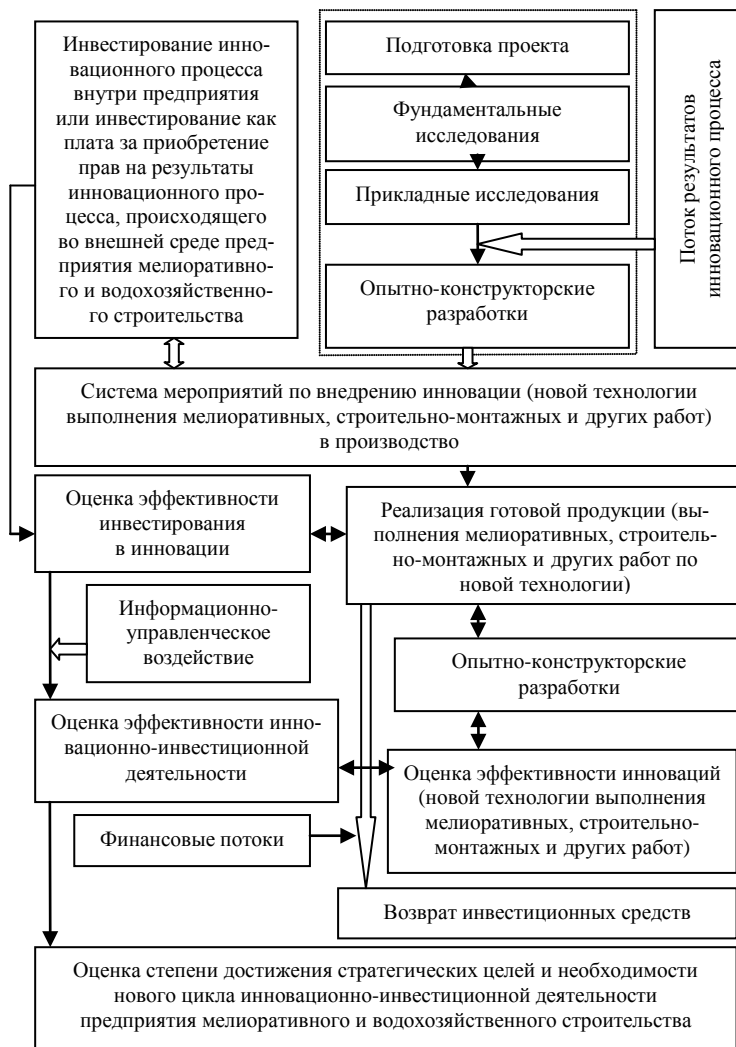 Инвестирование инно-
вационного процесса
внутри предприятия
или инвестирование как
плата за приобретение
прав на результаты
инновационного про-
цесса, происходящего
во внешней среде пред-
приятия мелиоративно-
го и водохозяйственно-
го строительства
Подготовка проекта
Фундаментальные
исследования
Прикладные исследования
Опытно-конструкторские
разработки
Поток результатов
инновационного процесса
Система мероприятий по внедрению инновации (новой технологии
выполнения мелиоративных, строительно-монтажных и других работ)
в производство
Оценка эффективности
инвестирования
в инновации
Реализация готовой продукции (вы-
полнения мелиоративных, строитель-
но-монтажных и других работ по
новой технологии)
Информационно-
управленческое
воздействие
Опытно-конструкторские
разработки
Оценка эффективности инно-
вационно-инвестиционной
деятельности
Оценка эффективности инноваций
(новой технологии выполнения
мелиоративных, строительно-
монтажных и других работ)
Финансовые потоки
Возврат инвестиционных средств
Оценка степени достижения стратегических целей и необходимости
нового цикла инновационно-инвестиционной деятельности
предприятия мелиоративного и водохозяйственного строительства